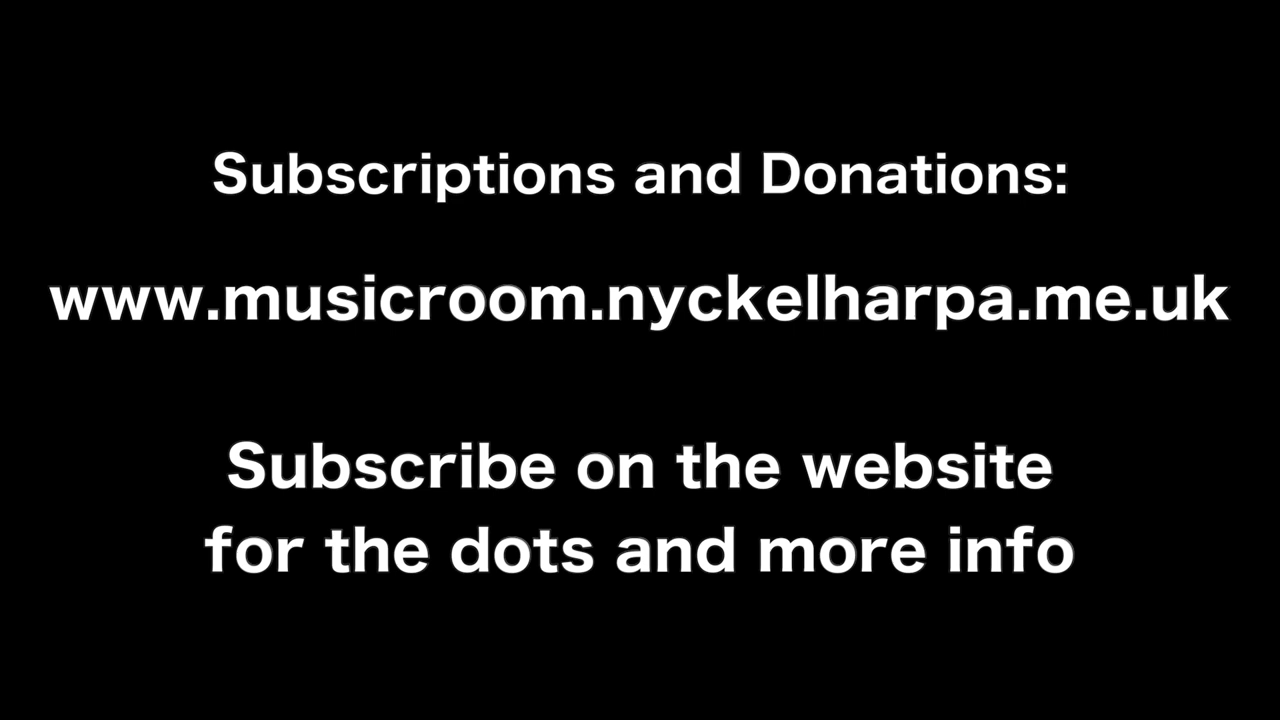 Subscriptions and Donations:
www.musicroom.nyckelharpa.me.uk
Subscribe on the website
for the dots and more info